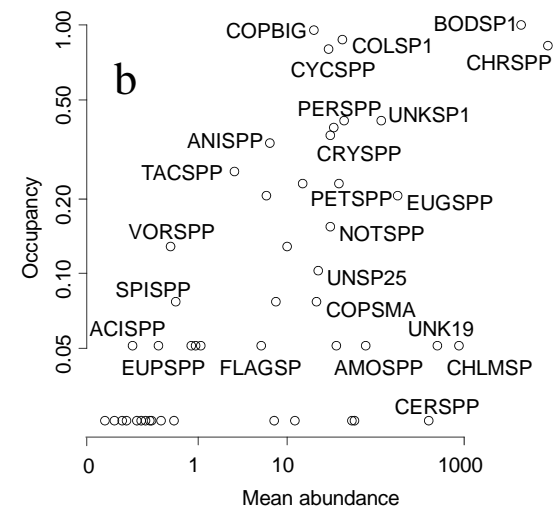 1.00
COPBIG
BODSP1
COLSP1
CHRSPP
CYCSPP
b
0.50
PERSPP
UNKSP1
ANISPP
CRYSPP
TACSPP
0.20
PETSPP
EUGSPP
VORSPP
NOTSPP
Occupancy
0.10
UNSP25
SPISPP
COPSMA
ACISPP
UNK19
0.05
EUPSPP
FLAGSP
AMOSPP
CHLMSP
CERSPP
0
1
10
1000
Mean abundance